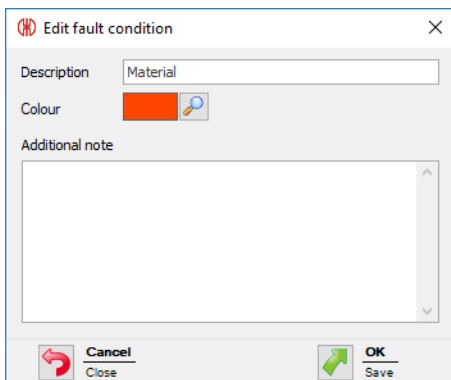 Edit fault condition
Description Material
Colour
Additional note
Cancel
Close
OK
Save